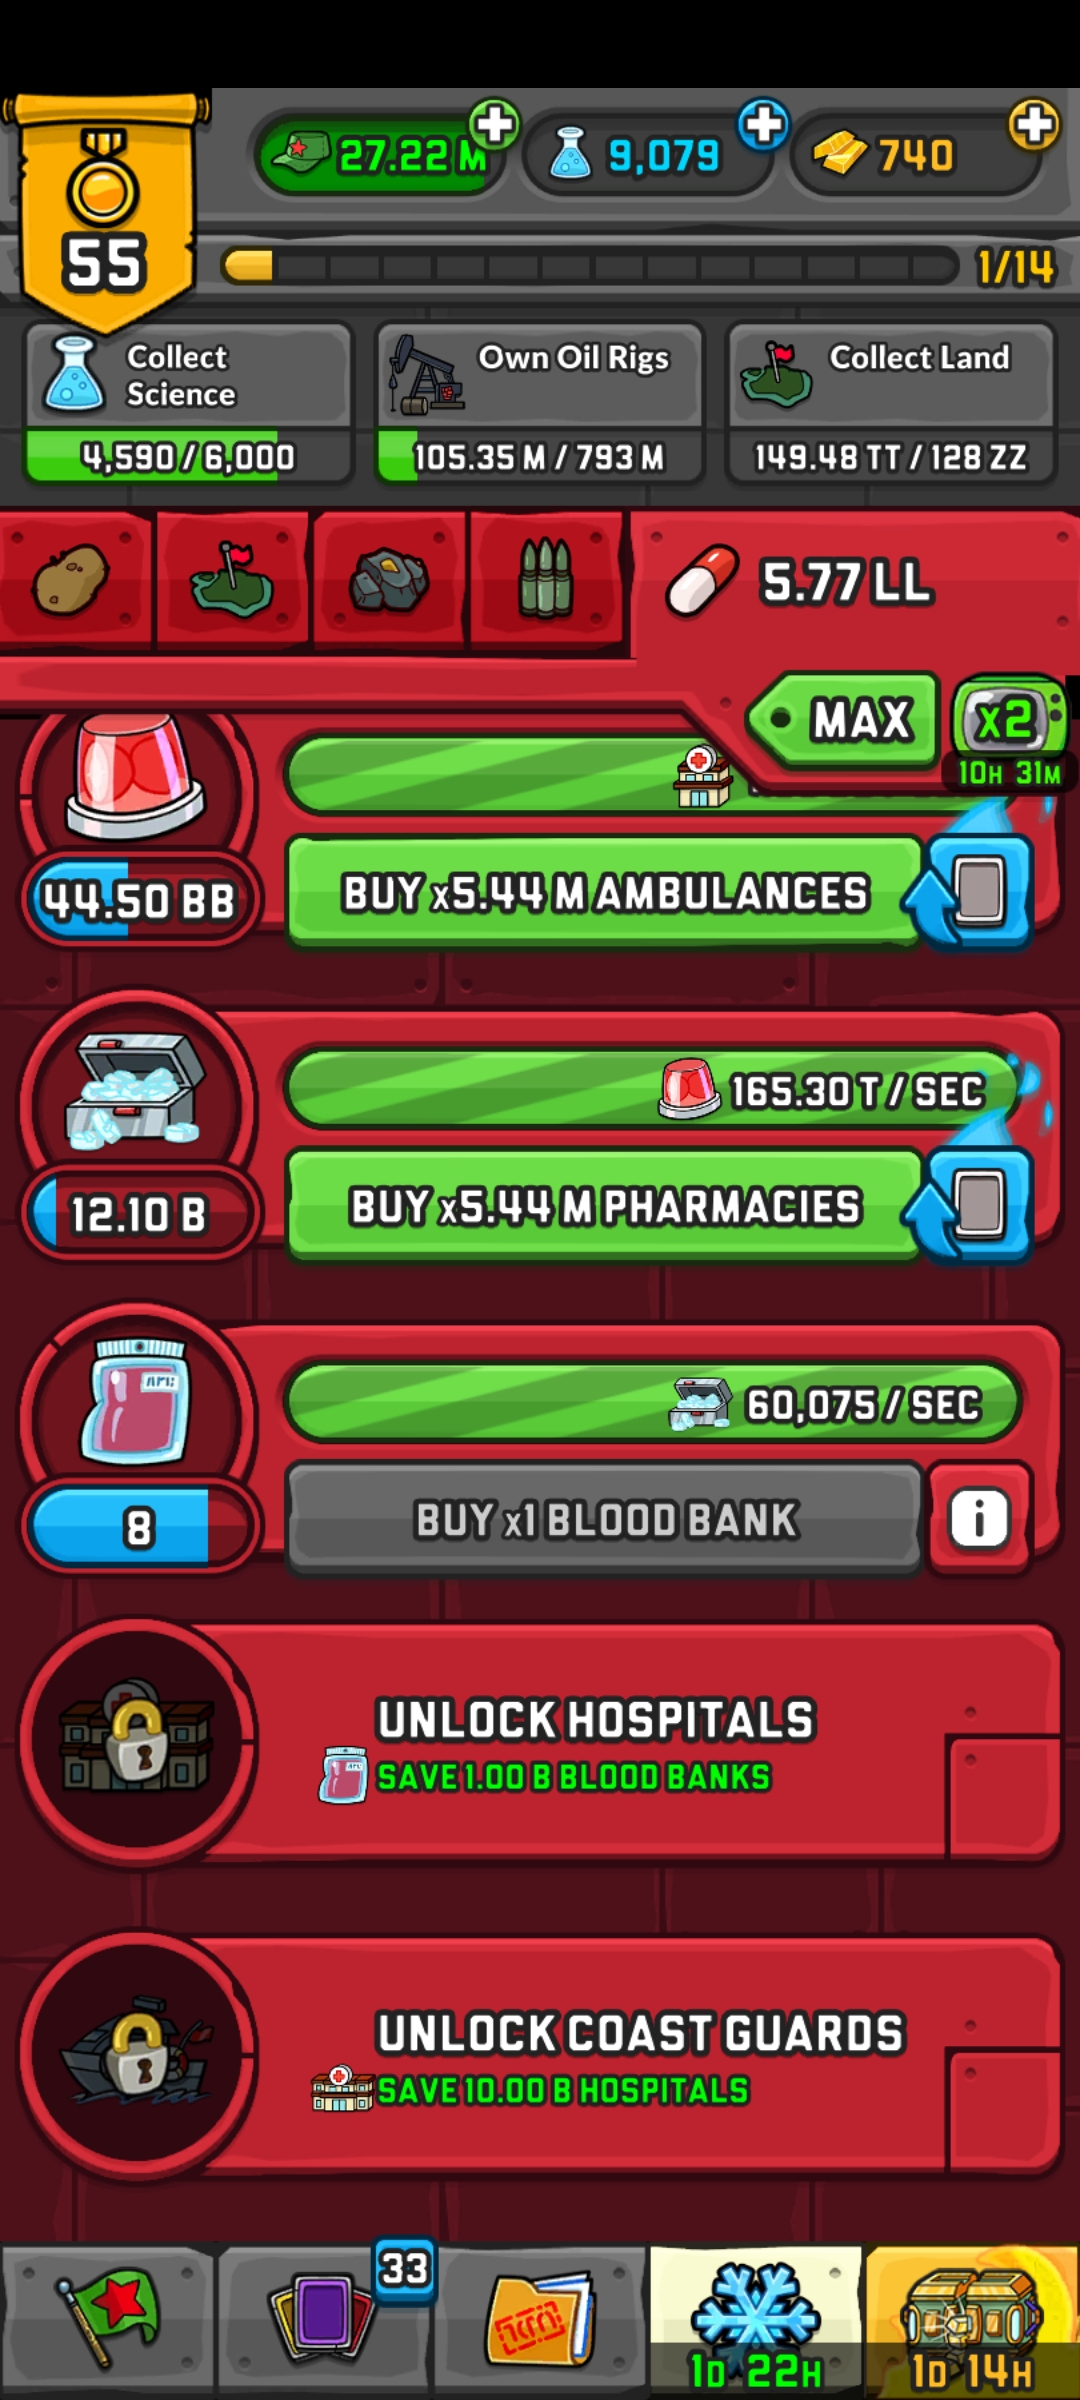 27.22 M
9,079
740
55
1/14
Collect
Science
4,590 / 6,000
Own Oil Rigs
105.35 M / 793 M
Collect Land
149.48 TT / 128 ZZ
5.77 LL
MAX
X2
10H 31M
44.50 BB
BUY x5.44 M AMBULANCES
165.30 T / SEC
12.10 B
BUY x5.44 M PHARMACIES
60,075 / SEC
8
BUY x1 BLOOD BANK
i
UNLOCK HOSPITALS
SAVE 1.00 B BLOOD BANKS
UNLOCK COAST GUARDS
SAVE 10.00 B HOSPITALS
33
1D 22H
1D 14H